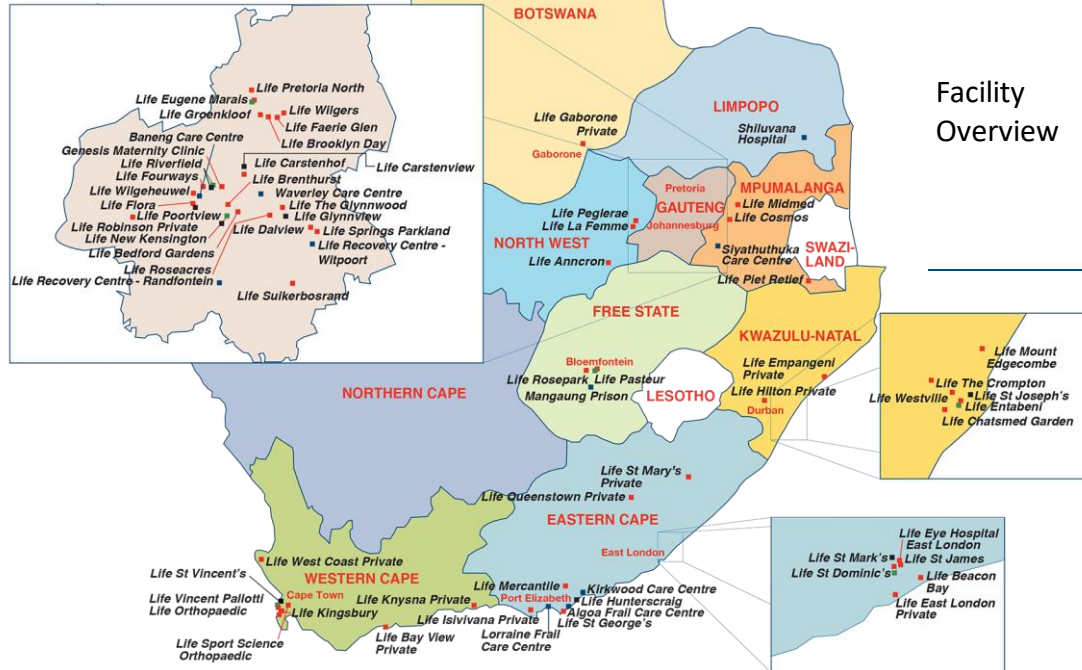 Facility
Overview
BOTSWANA
LIMPOPO
Life Gaborone
Private
Gaborone
Shiluvana
Hospital
Pretoria
GAUTENG
Johannesburg
MPUMALANGA
Life Midmed
Life Cosmos
Siyathuthuka
Care Centre
SWAZI-
LAND
Life Piet Retief
Life Peglerae
Life La Femme
NORTH WEST
Life Anncron
FREE STATE
Bloemfontein
Life Rosepark
Life Pasteur
Mangaung Prison
LESOTHO
KWAZULU-NATAL
Life Empangeni
Private
Life Hilton Private
Durban
NORTHERN CAPE
Life St Mary's
Private
Life Queenstown Private
EASTERN CAPE
East London
Life West Coast Private
WESTERN CAPE
Life St Vincent's
Cape Town
Life Vincent Pallotti
Life Orthopaedic
Life Kingsbury
Life Sport Science
Orthopaedic
Life Knysna Private
Life Bay View
Private
Life Mercantile
Port Elizabeth
Kirkwood Care Centre
Life Hunterscraig
Algoa Frail Care Centre
Life St George's
Life Isivivana Private
Lorraine Frail
Care Centre
Life Pretoria North
Life Eugene Marais
Life Groenkloof
Life Wilgers
Life Faerie Glen
Life Brooklyn Day
Baneng Care Centre
Genesis Maternity Clinic
Life Riverfield
Life Fourways
Life Wilgeheuwel
Life Flora
Life Poortview
Life Robinson Private
Life New Kensington
Life Bedford Gardens
Life Roseacres
Life Recovery Centre - Randfontein
Life Carstenhof
Life Carstenview
Life Brenthurst
Waverley Care Centre
Life The Glynnwood
Life Glynnview
Life Dalview
Life Springs Parkland
Life Recovery Centre -
Witpoort
Life Suikerbosrand
Life Mount
Edgecombe
Life The Crompton
Life Westville
Life St Joseph's
Life Entabeni
Life Chatsmed Garden
Life Eye Hospital
East London
Life St Mark's
Life St James
Life St Dominic's
Life Beacon
Bay
Life East London
Private